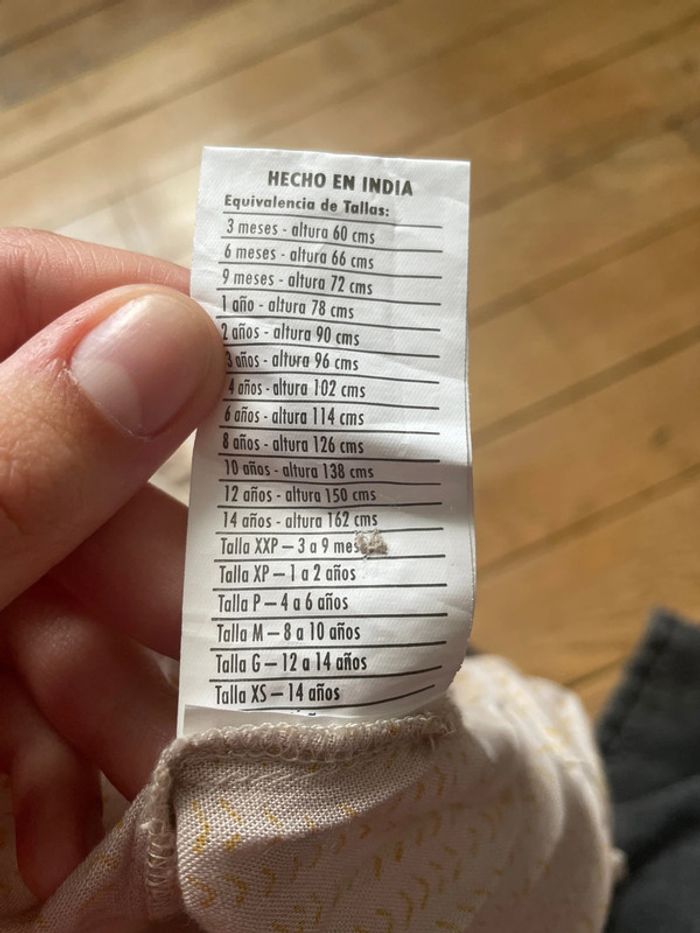 HECHO EN INDIA
Equivalencia de Tallas:
3 meses - altura 60 cms
6 meses - altura 66 cms
9 meses - altura 72 cms
1 año - altura 78 cms
2 años - altura 90 cms
3 años - altura 96 cms
4 años - altura 102 cms
6 años - altura 114 cms
8 años - altura 126 cms
10 años - altura 138 cms
12 años - altura 150 cms
14 años - altura 162 cms
Talla XXP – 3 a 9
Talla XP – 1 a 2 años
Talla P – 4 a 6 años
Talla M – 8 a 10 años
Talla G – 12 a 14 años
Talla XS – 14 años